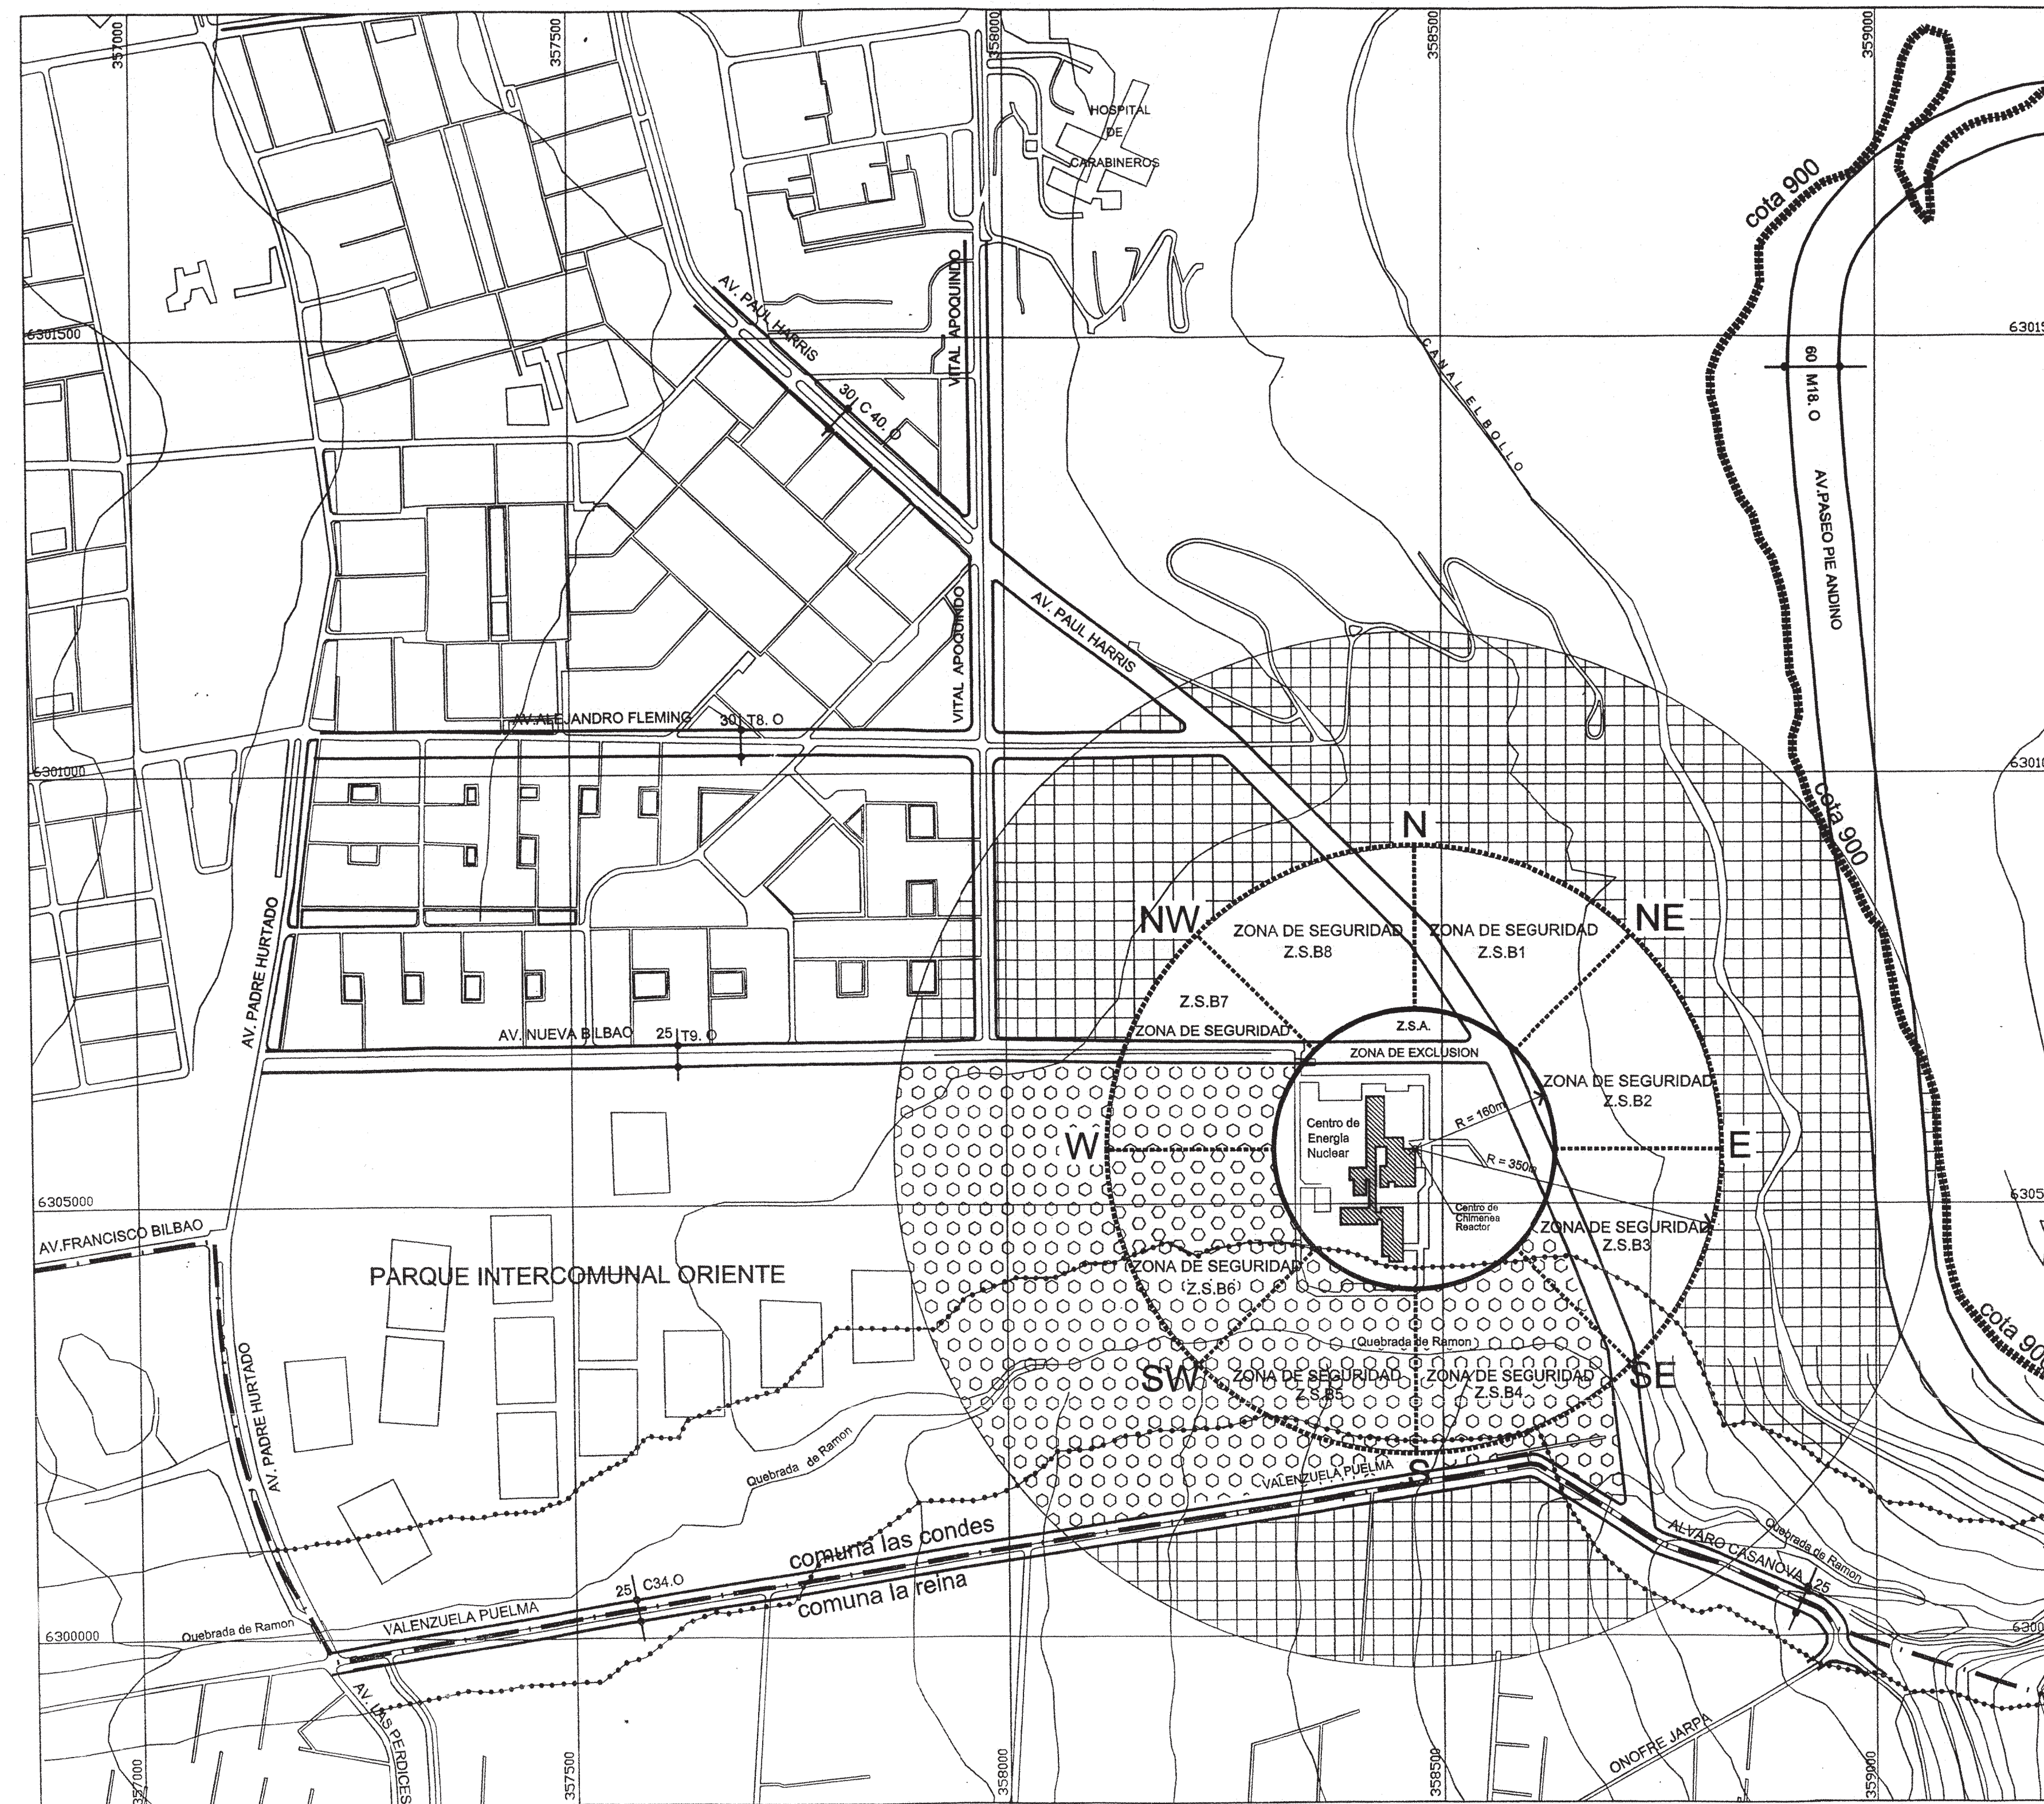 357000
357500
358000
358500
359000
HOSPITAL
DE
CARABINEROS
cota 900
AV. PAUL HARRIS
VITAL APOQUINDO
6301500
CANAL EL BOLLO
60 M18. O
30 C 40. O
AV.PASEO PIE ANDINO
AV. PAUL HARRIS
VITAL APOQUINDO
AV.ALEJANDRO FLEMING
30 T8. O
6301000
cota 900
N
NW
NE
ZONA DE SEGURIDAD
Z.S.B8
ZONA DE SEGURIDAD
Z.S.B1
AV. PADRE HURTADO
Z.S.B7
ZONA DE SEGURIDAD
Z.S.A.
ZONA DE EXCLUSION
AV. NUEVA BILBAO
25 T9. O
ZONA DE SEGURIDAD
Z.S.B2
R = 160m
Centro de
Energia
Nuclear
W
E
R = 350m
6305000
Centro de
Chimenea
Reactor
AV.FRANCISCO BILBAO
ZONA DE SEGURIDAD
Z.S.B3
PARQUE INTERCOMUNAL ORIENTE
ZONA DE SEGURIDAD
Z.S.B6
Quebrada de Ramon
cota 90
SW
SE
ZONA DE SEGURIDAD
Z.S.B5
ZONA DE SEGURIDAD
Z.S.B4
AV. PADRE HURTADO
Quebrada de Ramon
VALENZUELA PUELMA
S
comuna las condes
comuna la reina
ALVARO CASANOVA
25
Quebrada de Ramon
25 C34.O
VALENZUELA PUELMA
Quebrada de Ramon
6300000
6300
AV. LAS PERDICES
ONOFRE JARPA
357000
357500
358000
358500
359000